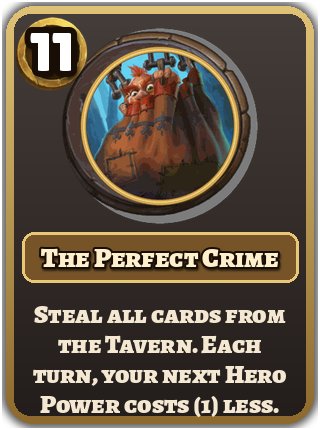 11
The Perfect Crime
Steal all cards from
the Tavern. Each
turn, your next Hero
Power costs (1) less.